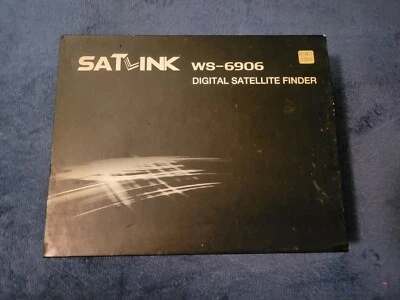 SATLINK WS-6906
DIGITAL SATELLITE FINDER